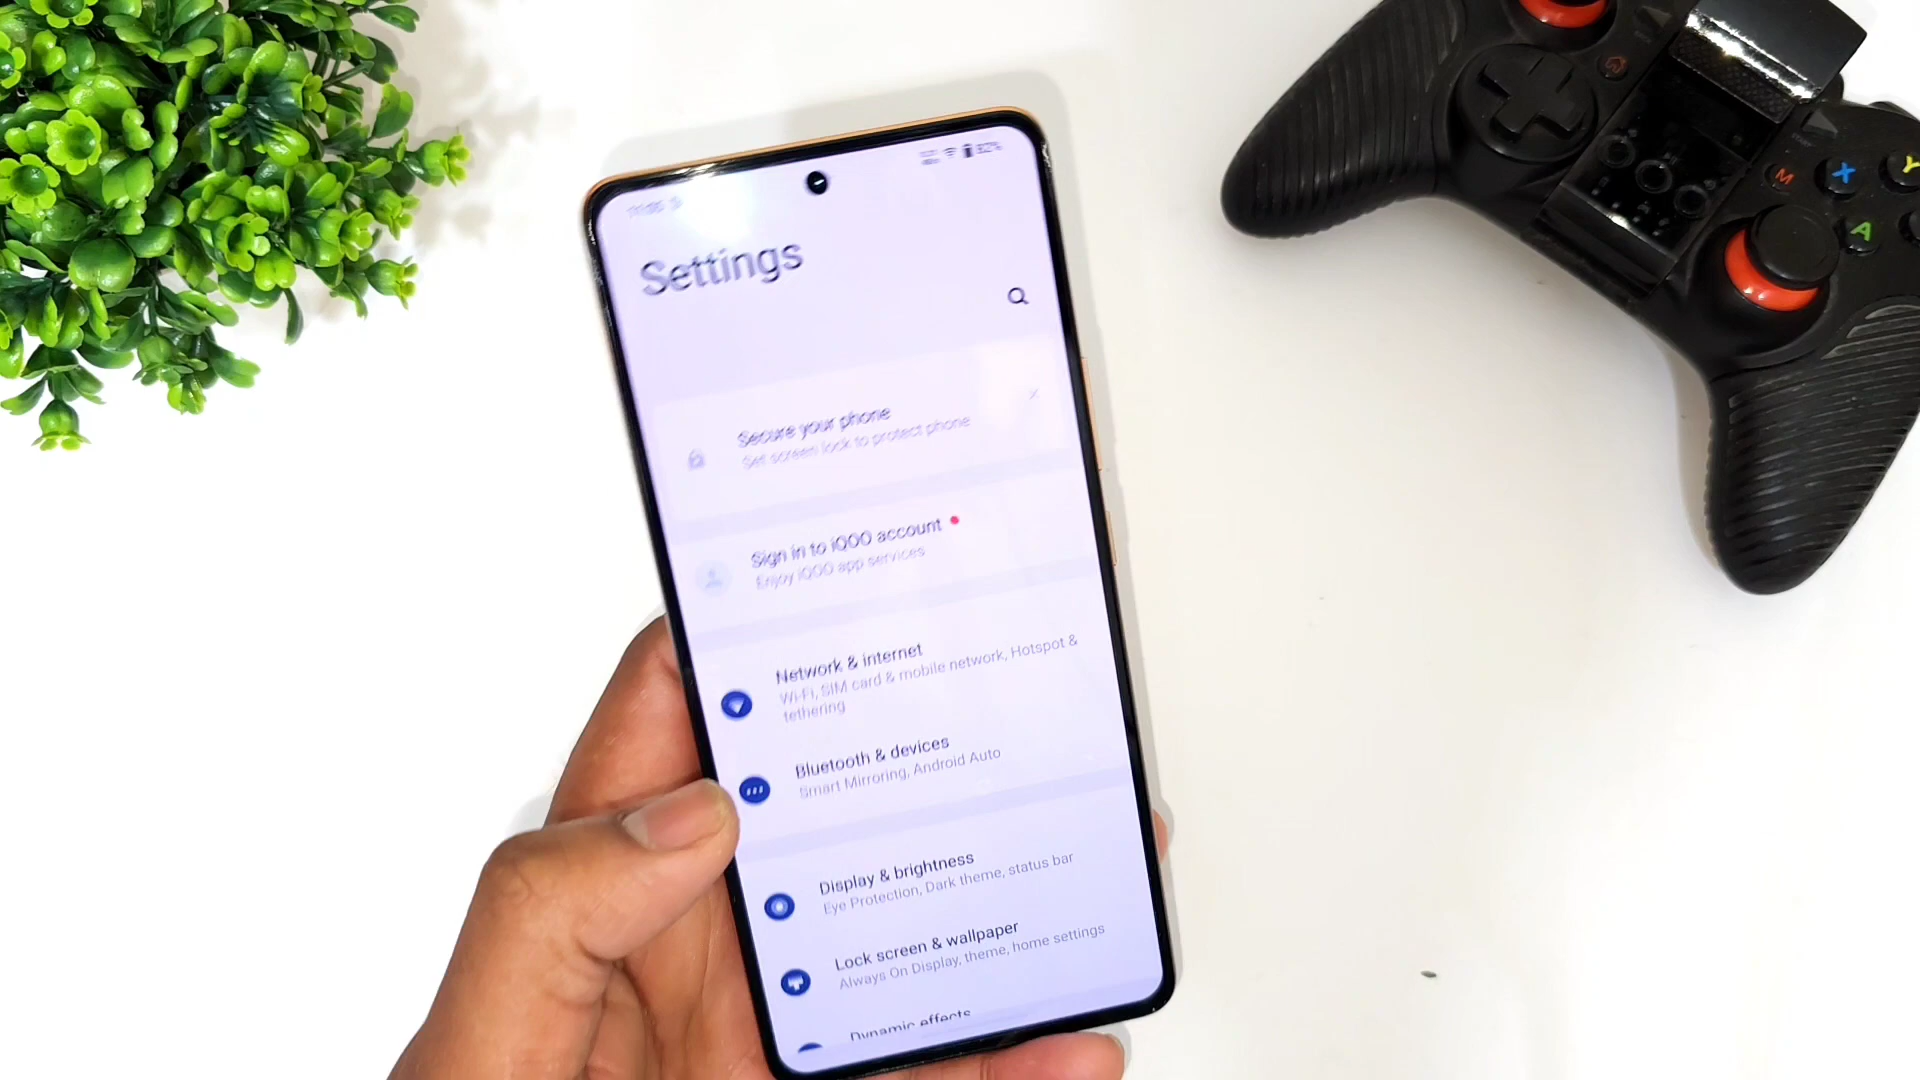 82%
Settings
Secure your phone
Set screen lock to protect phone
Sign in to iQOO account
Enjoy iQOO app services
Network & internet
Wi-Fi, SIM card & mobile network, Hotspot &
tethering
Bluetooth & devices
Smart Mirroring, Android Auto
Display & brightness
Eye Protection, Dark theme, status bar
Lock screen & wallpaper
Always On Display, theme, home settings
Dynamic effects
M
X
Y
A